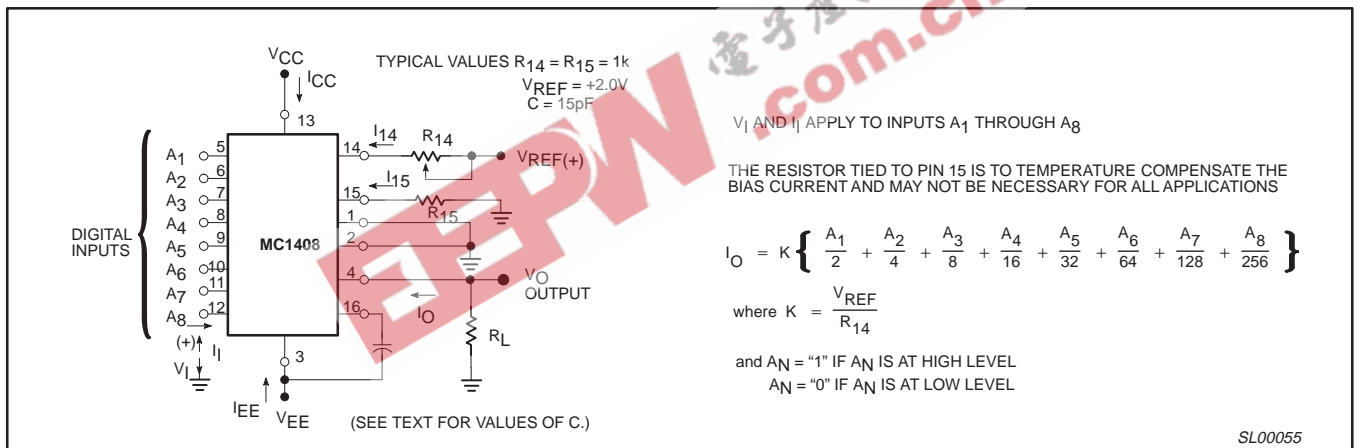 VCC
ICC
TYPICAL VALUES R14 = R15 = 1k
VREF = +2.0V
C = 15pF
13
DIGITAL
INPUTS
A1 5
A2 6
A3 7
A4 8
A5 9
A6 10
A7 11
A8 12
MC1408
14
I14
R14
VREF(+)
15
I15
R15
1
2
4
VO
OUTPUT
16
IO
RL
(+)
II
VI
3
IEE
VEE
(SEE TEXT FOR VALUES OF C.)
VI AND II APPLY TO INPUTS A1 THROUGH A8
THE RESISTOR TIED TO PIN 15 IS TO TEMPERATURE COMPENSATE THE
BIAS CURRENT AND MAY NOT BE NECESSARY FOR ALL APPLICATIONS
IO = K { A1/2 + A2/4 + A3/8 + A4/16 + A5/32 + A6/64 + A7/128 + A8/256 }
where K = VREF/R14
and AN = “1” IF AN IS AT HIGH LEVEL
AN = “0” IF AN IS AT LOW LEVEL
SL00055
EEPW
電子產
.com.cn